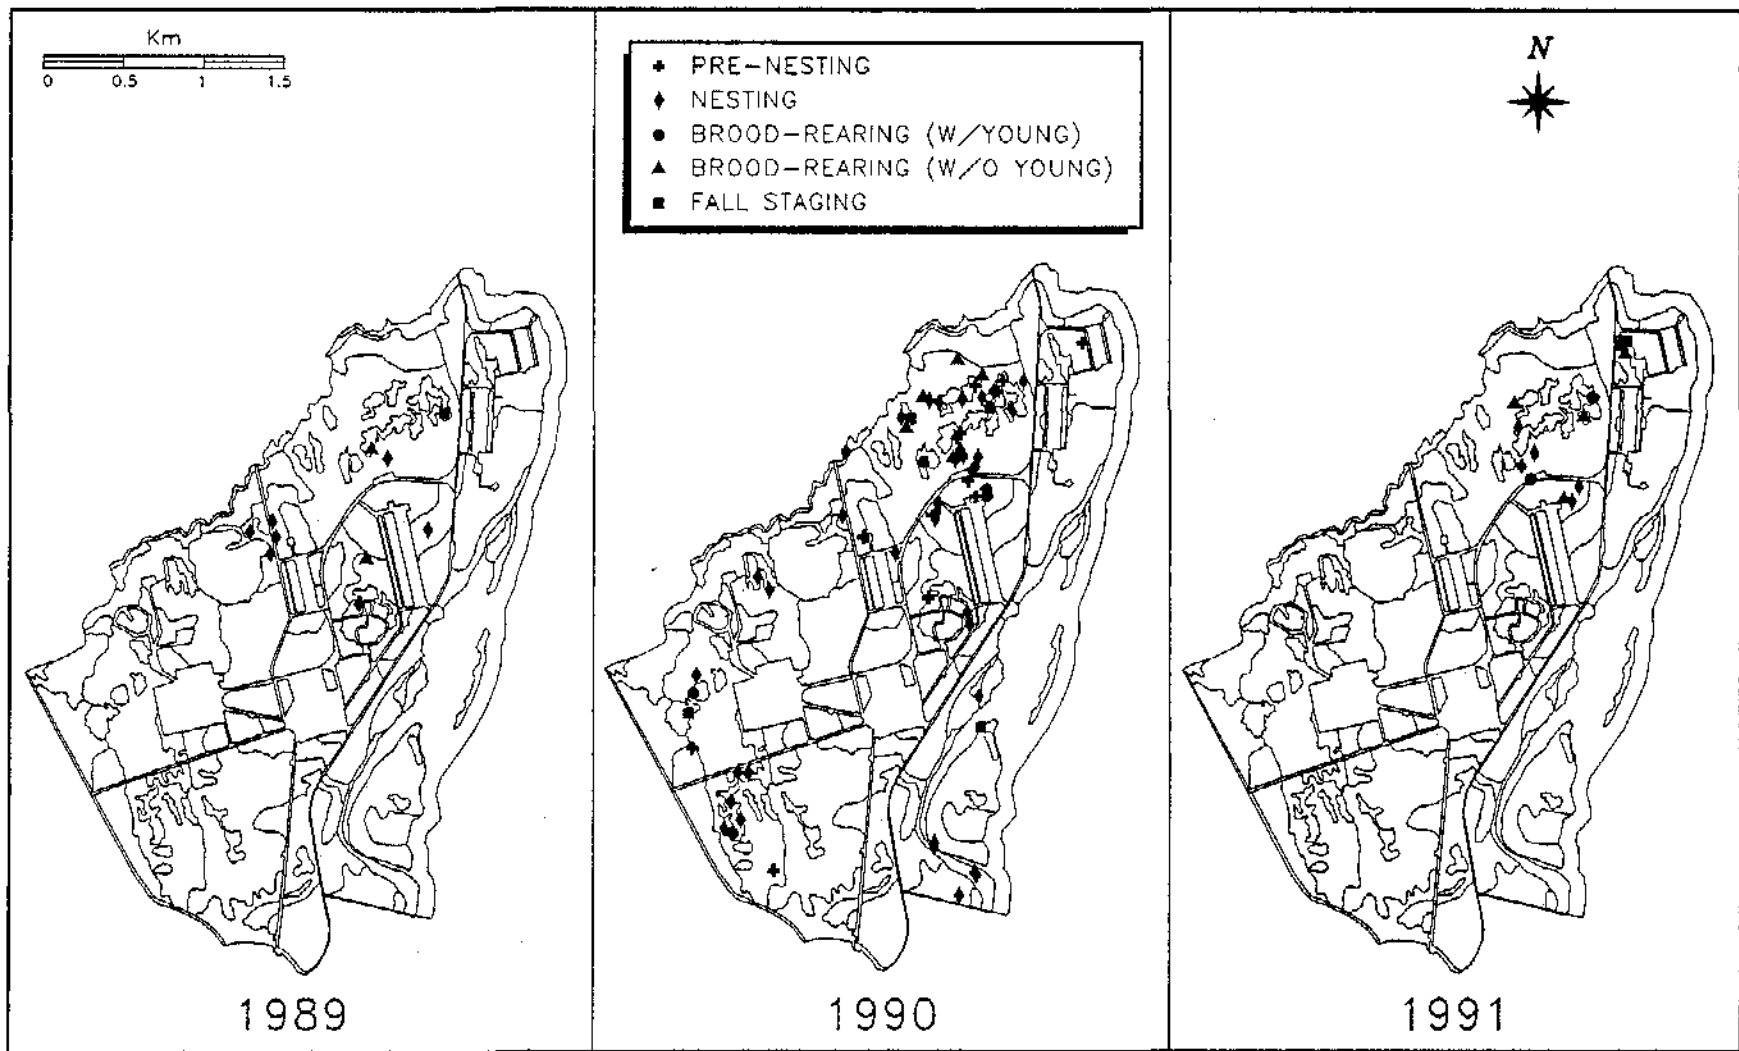 Km
0 0.5 1 1.5
PRE-NESTING
NESTING
BROOD-REARING (W/YOUNG)
BROOD-REARING (W/O YOUNG)
FALL STAGING
N
1989
1990
1991